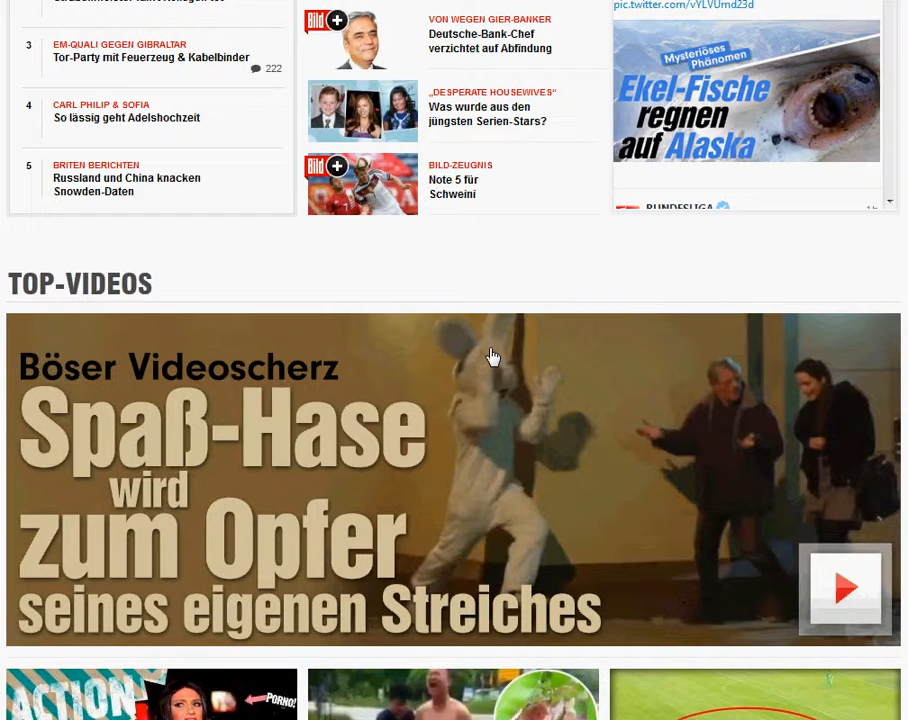 3
EM-QUALI GEGEN GIBRALTAR
Tor-Party mit Feuerzeug & Kabelbinder
222
4
CARL PHILIP & SOFIA
So lässig geht Adelshochzeit
5
BRITEN BERICHTEN
Russland und China knacken
Snowden-Daten
Bild +
VON WEGEN GIER-BANKER
Deutsche-Bank-Chef
verzichtet auf Abfindung
„DESPERATE HOUSEWIVES“
Was wurde aus den
jüngsten Serien-Stars?
Bild +
BILD-ZEUGNIS
Note 5 für
Schweini
pic.twitter.com/vYLVUrnd23d
Mysteriöses
Phänomen
Ekel-Fische
regnen
auf Alaska
BUNDESLIGA
TOP-VIDEOS
Böser Videoscherz
Spaß-Hase
wird
zum Opfer
seines eigenen Streiches
ACTION
PORNO!